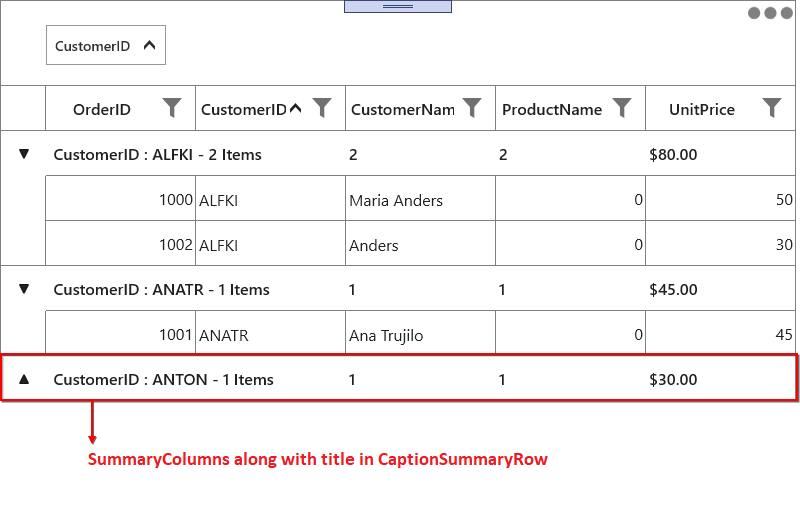 CustomerID
OrderID CustomerID CustomerNam ProductName UnitPrice
CustomerID : ALFKI - 2 Items 2 2 $80.00
1000 ALFKI Maria Anders 0 50
1002 ALFKI Anders 0 30
CustomerID : ANATR - 1 Items 1 1 $45.00
1001 ANATR Ana Trujilo 0 45
CustomerID : ANTON - 1 Items 1 1 $30.00
SummaryColumns along with title in CaptionSummaryRow